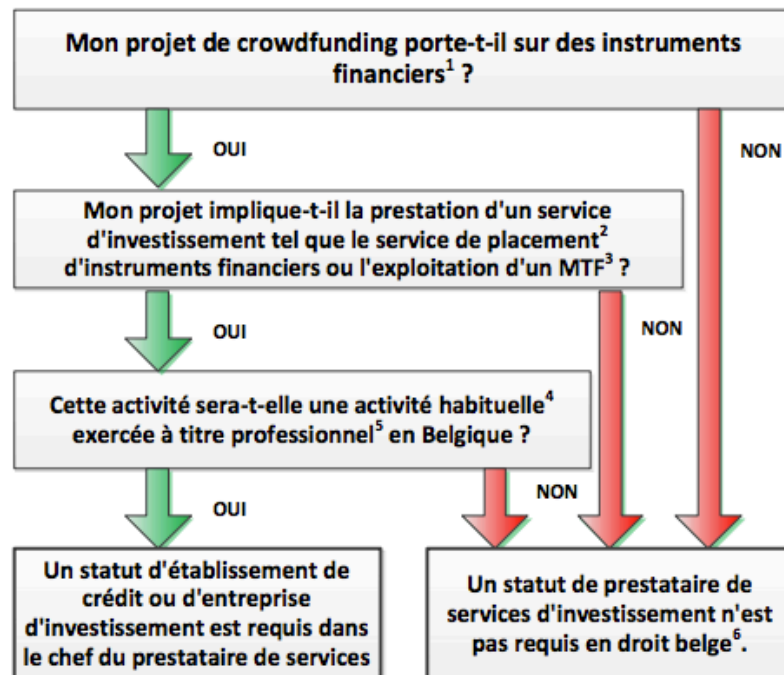 Mon projet de crowdfunding porte-t-il sur des instruments
financiers¹ ?
OUI
NON
Mon projet implique-t-il la prestation d'un service
d'investissement tel que le service de placement²
d'instruments financiers ou l'exploitation d'un MTF³ ?
OUI
NON
Cette activité sera-t-elle une activité habituelle⁴
exercée à titre professionnel⁵ en Belgique ?
OUI
NON
Un statut d'établissement de
crédit ou d'entreprise
d'investissement est requis dans
le chef du prestataire de services
Un statut de prestataire de
services d'investissement n'est
pas requis en droit belge⁶.